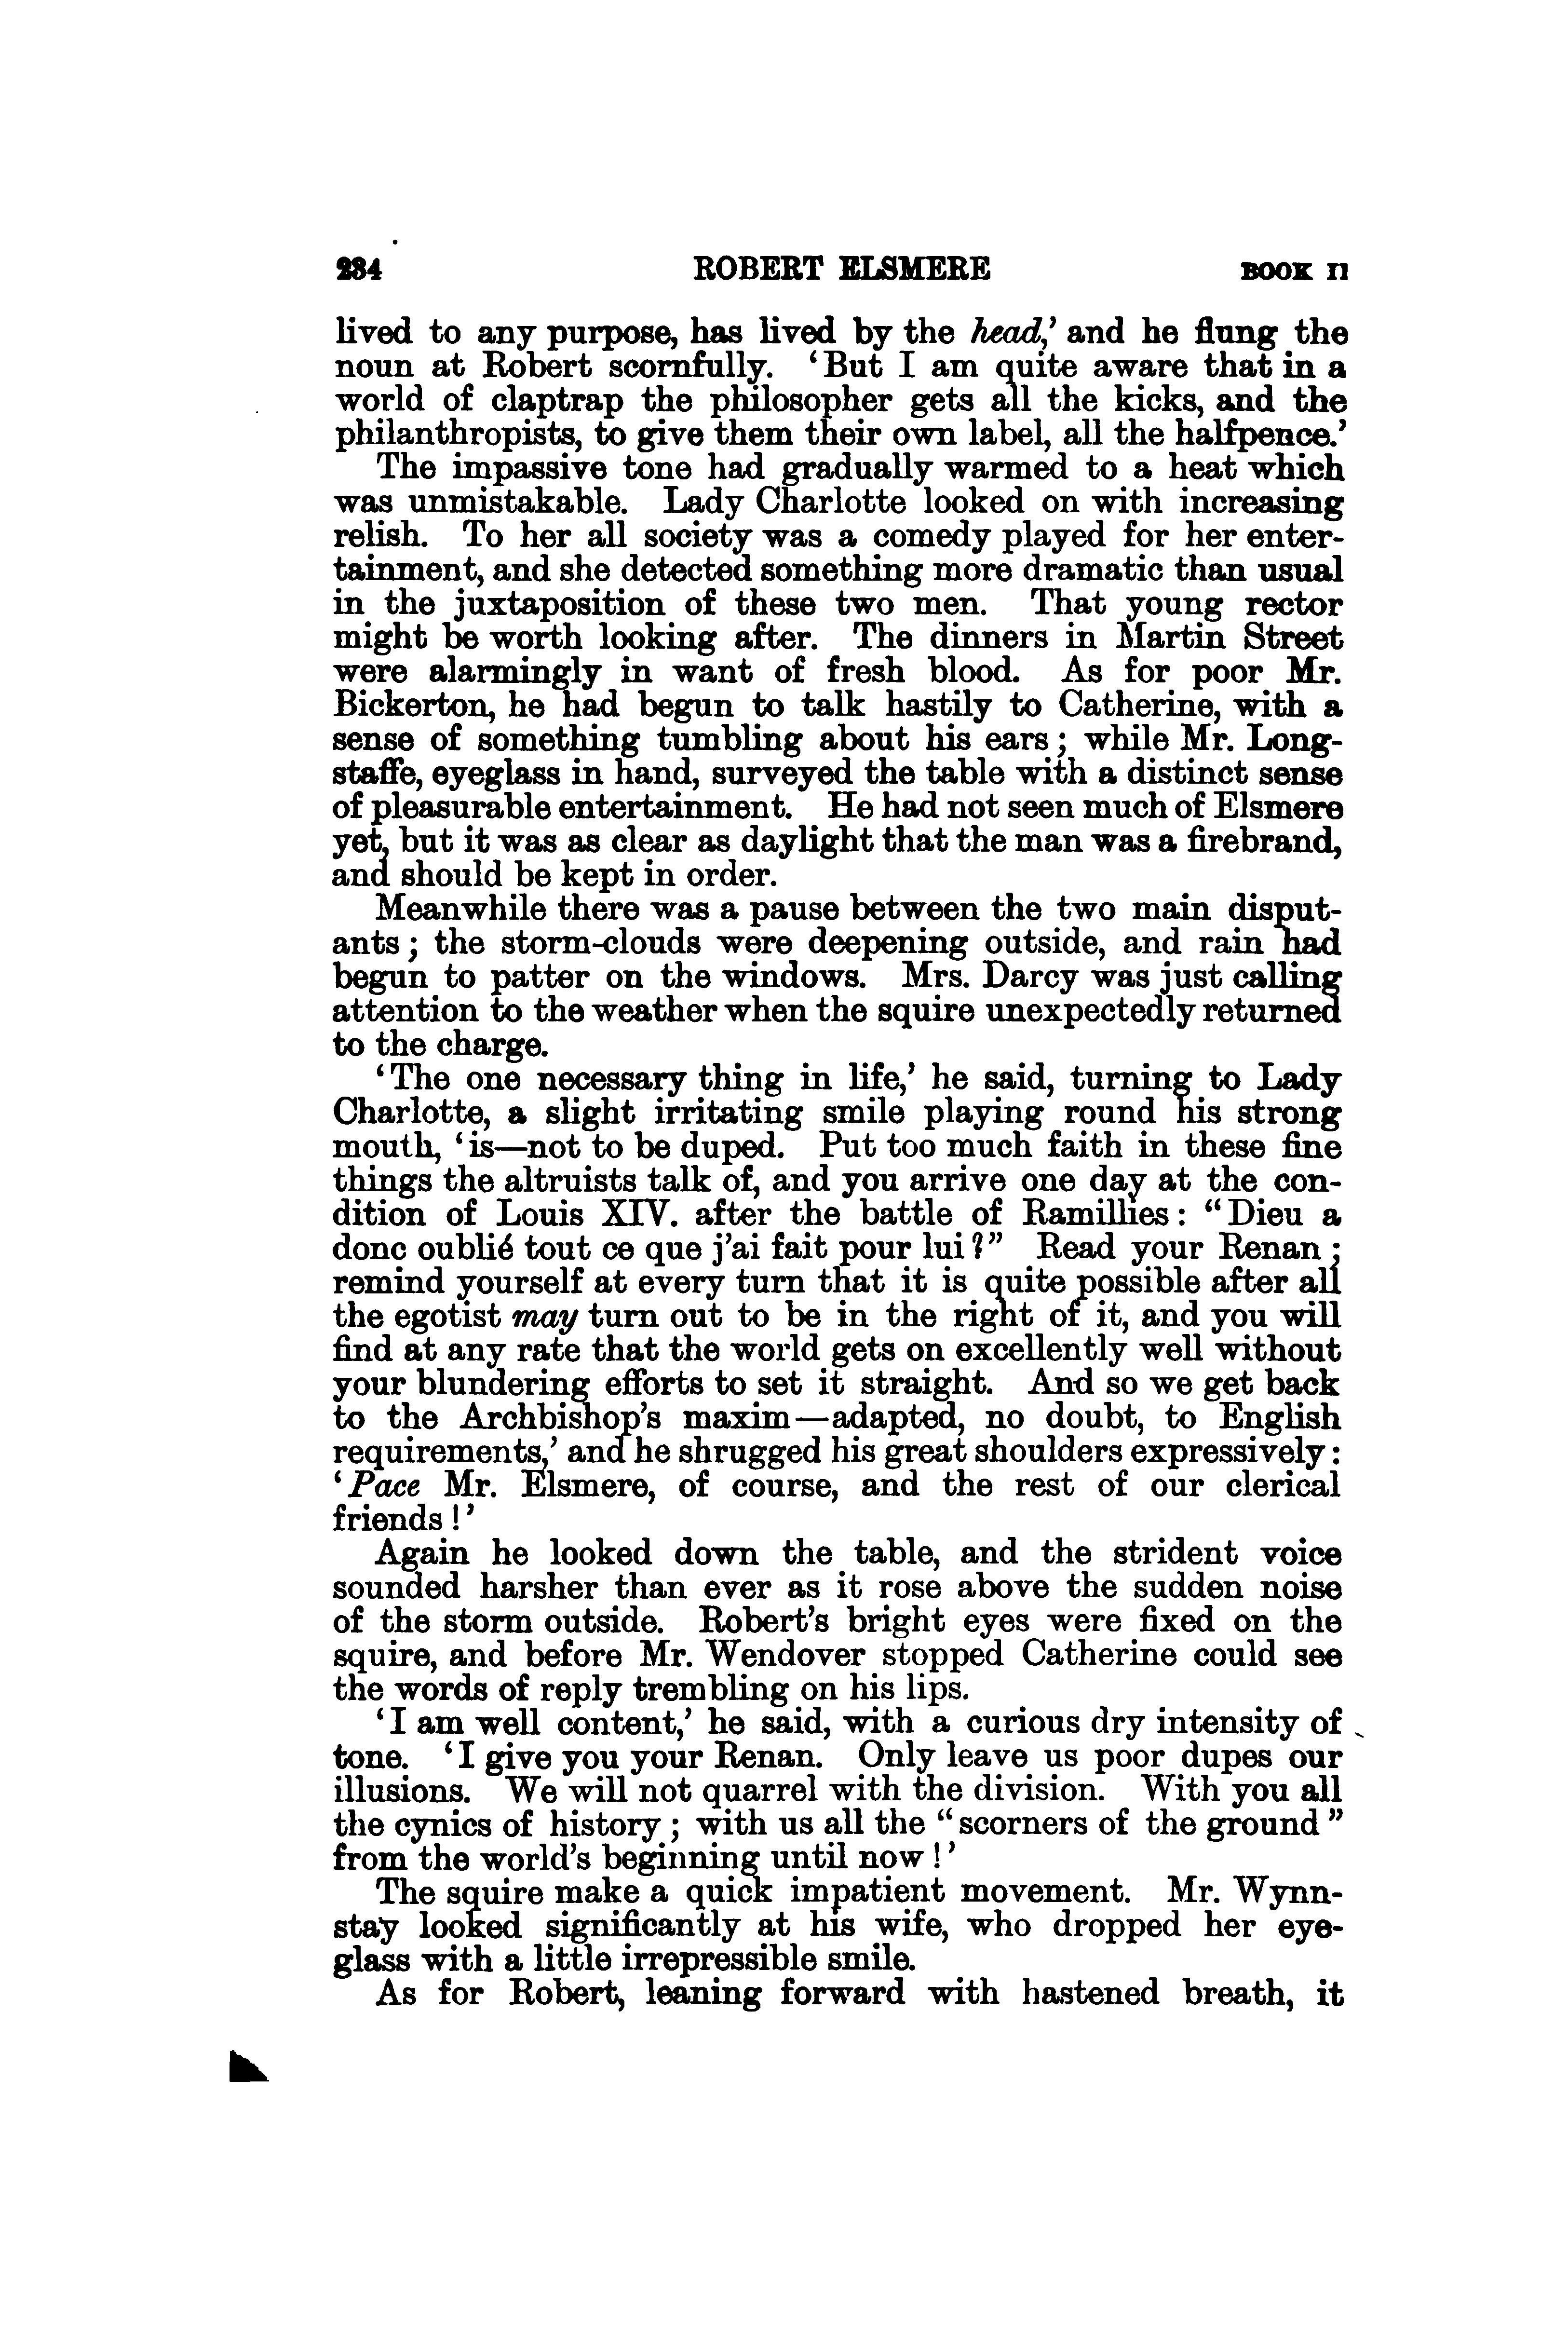 234 ROBERT ELSMERE BOOK II
lived to any purpose, has lived by the head,’ and he flung the
noun at Robert scornfully. ‘But I am quite aware that in a
world of claptrap the philosopher gets all the kicks, and the
philanthropists, to give them their own label, all the halfpence.’
The impassive tone had gradually warmed to a heat which
was unmistakable. Lady Charlotte looked on with increasing
relish. To her all society was a comedy played for her enter-
tainment, and she detected something more dramatic than usual
in the juxtaposition of these two men. That young rector
might be worth looking after. The dinners in Martin Street
were alarmingly in want of fresh blood. As for poor Mr.
Bickerton, he had begun to talk hastily to Catherine, with a
sense of something tumbling about his ears; while Mr. Long-
staffe, eyeglass in hand, surveyed the table with a distinct sense
of pleasurable entertainment. He had not seen much of Elsmere
yet, but it was as clear as daylight that the man was a firebrand,
and should be kept in order.
Meanwhile there was a pause between the two main disput-
ants; the storm-clouds were deepening outside, and rain had
begun to patter on the windows. Mrs. Darcy was just calling
attention to the weather when the squire unexpectedly returned
to the charge.
‘The one necessary thing in life,’ he said, turning to Lady
Charlotte, a slight irritating smile playing round his strong
mouth, ‘is—not to be duped. Put too much faith in these fine
things the altruists talk of, and you arrive one day at the con-
dition of Louis XIV. after the battle of Ramillies: “Dieu a
donc oublié tout ce que j’ai fait pour lui?” Read your Renan;
remind yourself at every turn that it is quite possible after all
the egotist may turn out to be in the right of it, and you will
find at any rate that the world gets on excellently well without
your blundering efforts to set it straight. And so we get back
to the Archbishop’s maxim—adapted, no doubt, to English
requirements,’ and he shrugged his great shoulders expressively:
‘Pace Mr. Elsmere, of course, and the rest of our clerical
friends!’
Again he looked down the table, and the strident voice
sounded harsher than ever as it rose above the sudden noise
of the storm outside. Robert’s bright eyes were fixed on the
squire, and before Mr. Wendover stopped Catherine could see
the words of reply trembling on his lips.
‘I am well content,’ he said, with a curious dry intensity of
tone. ‘I give you your Renan. Only leave us poor dupes our
illusions. We will not quarrel with the division. With you all
the cynics of history; with us all the “scorners of the ground”
from the world’s beginning until now!’
The squire make a quick impatient movement. Mr. Wynn-
stay looked significantly at his wife, who dropped her eye-
glass with a little irrepressible smile.
As for Robert, leaning forward with hastened breath, it